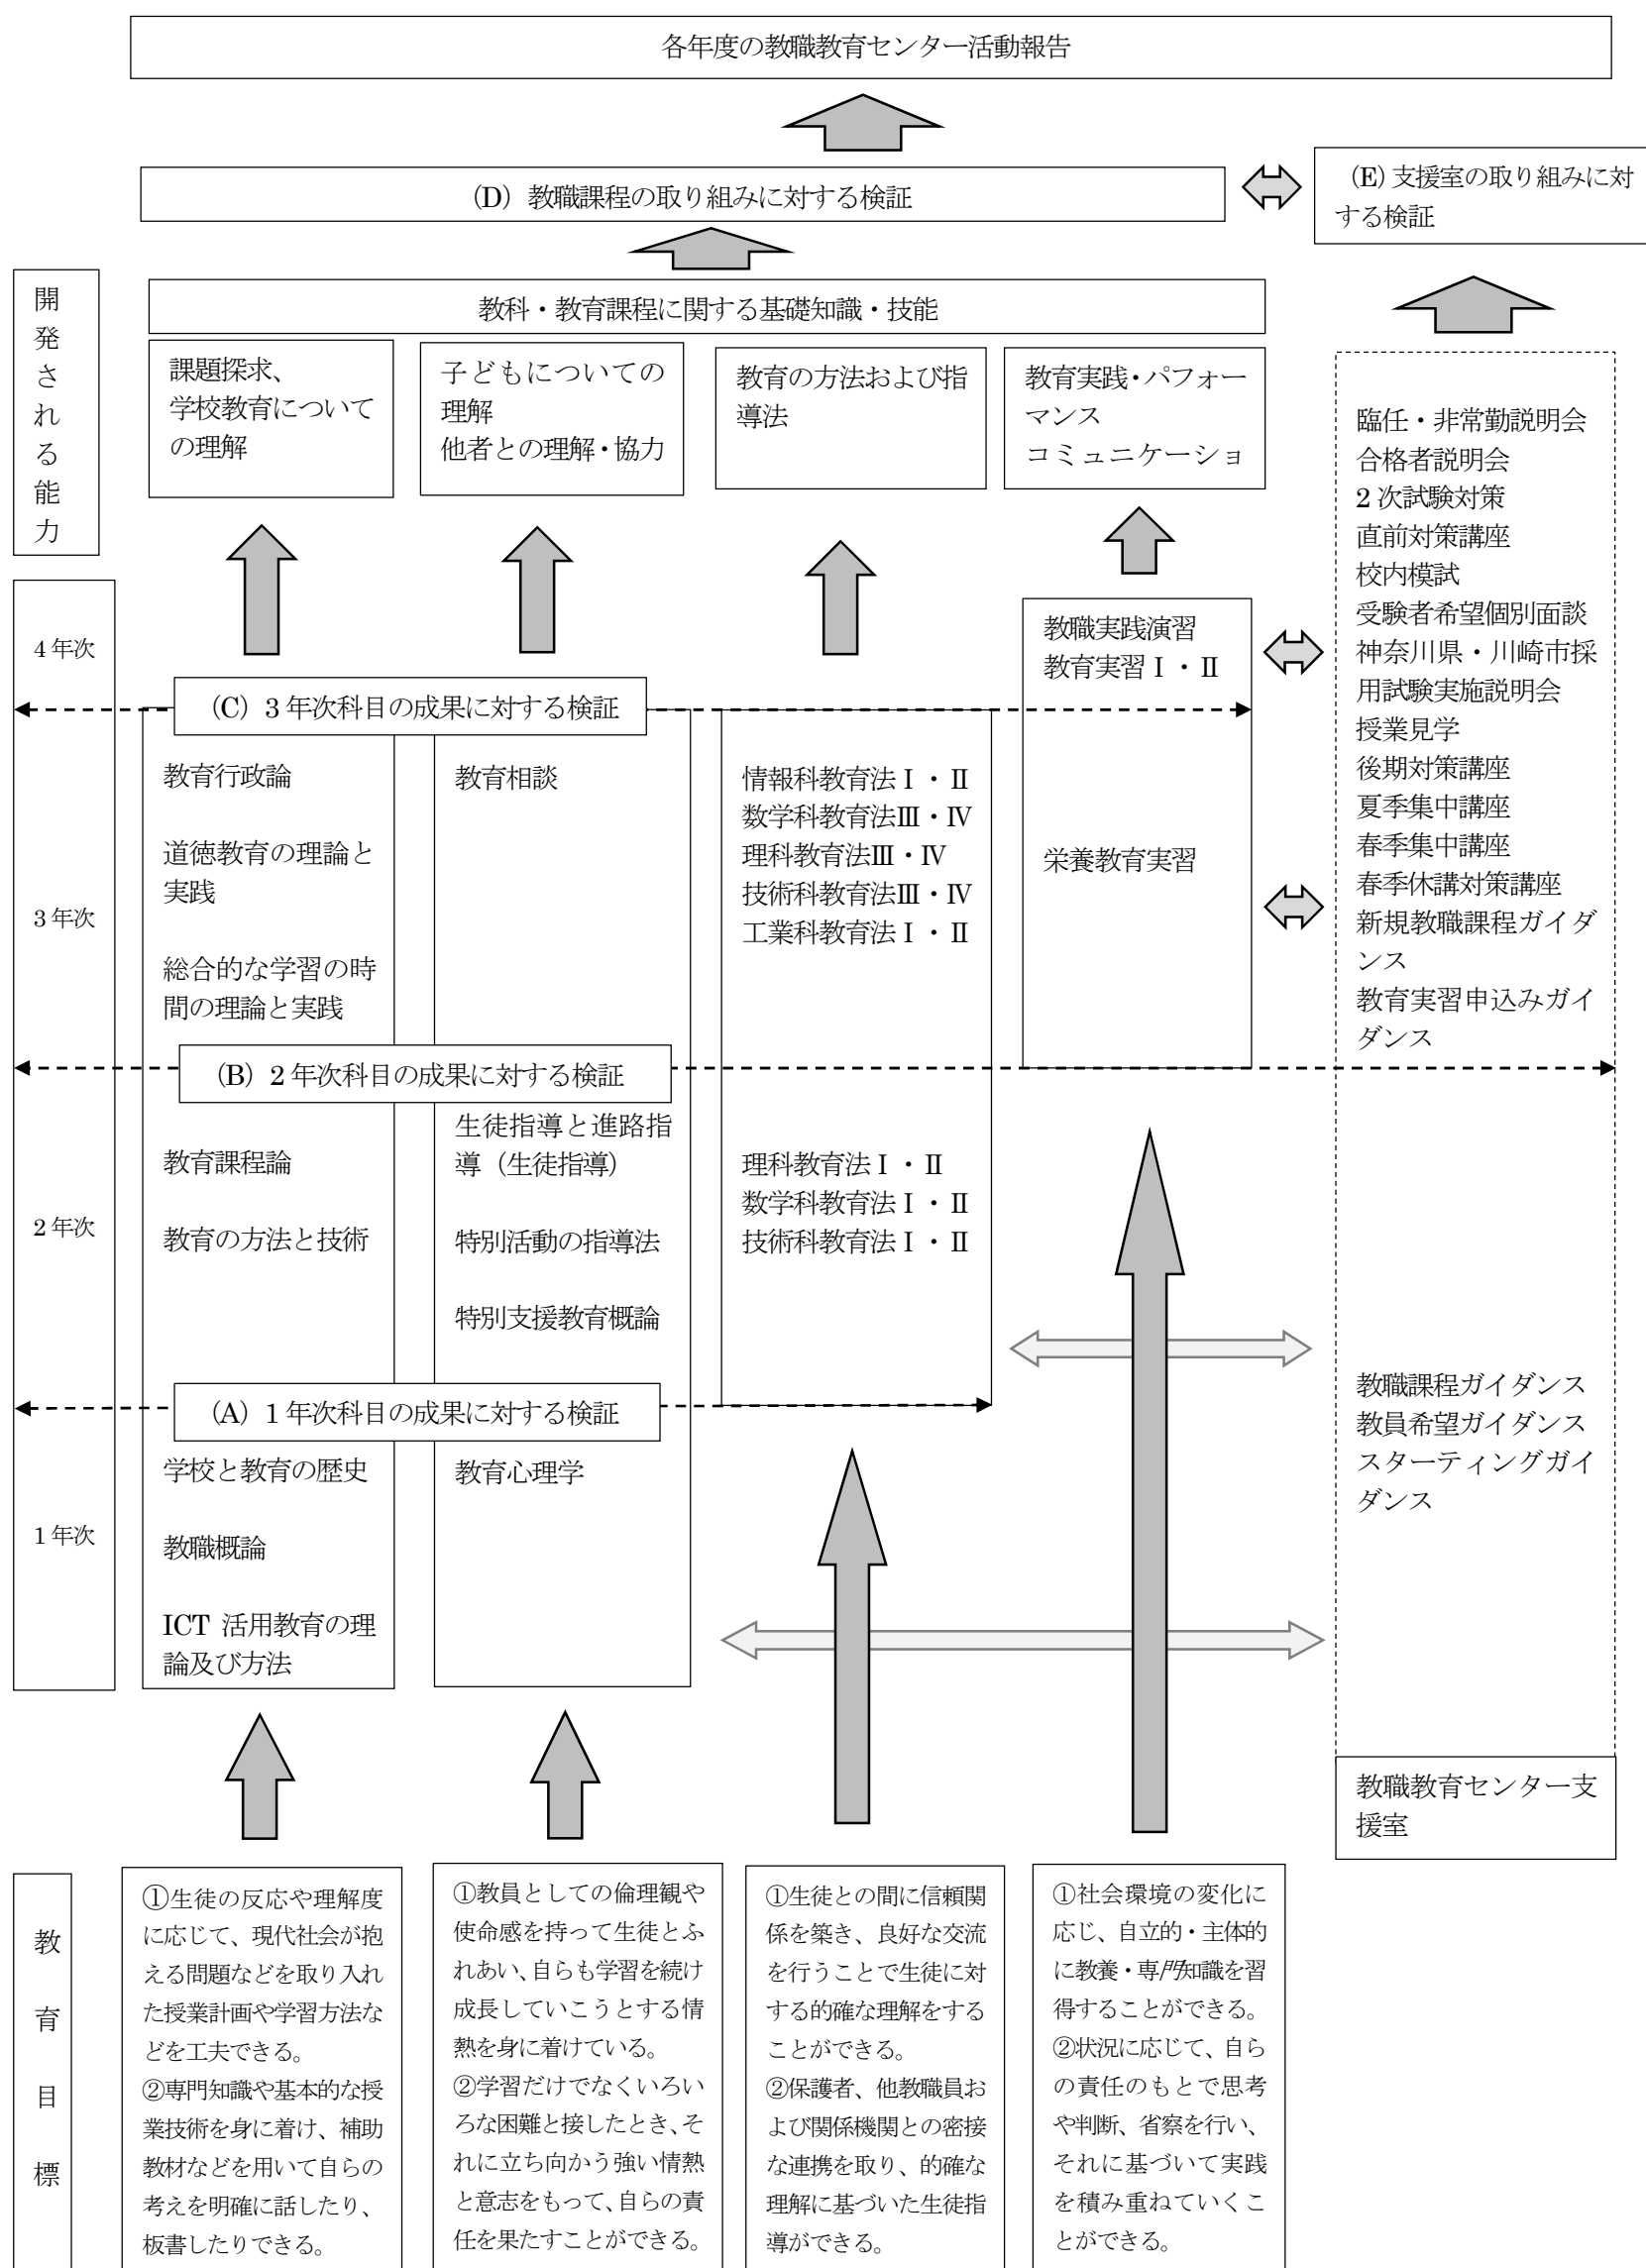 各年度の教職教育センター活動報告
(D) 教職課程の取り組みに対する検証
(E) 支援室の取り組みに対
する検証
開発される能力
教科・教育課程に関する基礎知識・技能
課題探求、
学校教育について
の理解
子どもについての
理解
他者との理解・協力
教育の方法および指
導法
教育実践・パフォー
マンス
コミュニケーショ
臨任・非常勤説明会
合格者説明会
2 次試験対策
直前対策講座
校内模試
受験者希望個別面談
神奈川県・川崎市採
用試験実施説明会
授業見学
後期対策講座
夏季集中講座
春季集中講座
春季休講対策講座
新規教職課程ガイダ
ンス
教育実習申込みガイ
ダンス
4 年次
教職実践演習
教育実習Ⅰ・Ⅱ
(C) 3 年次科目の成果に対する検証
3 年次
教育行政論
道徳教育の理論と
実践
総合的な学習の時
間の理論と実践
教育相談
情報科教育法Ⅰ・Ⅱ
数学科教育法Ⅲ・Ⅳ
理科教育法Ⅲ・Ⅳ
技術科教育法Ⅲ・Ⅳ
工業科教育法Ⅰ・Ⅱ
栄養教育実習
(B) 2 年次科目の成果に対する検証
2 年次
教育課程論
教育の方法と技術
生徒指導と進路指
導（生徒指導）
特別活動の指導法
特別支援教育概論
理科教育法Ⅰ・Ⅱ
数学科教育法Ⅰ・Ⅱ
技術科教育法Ⅰ・Ⅱ
(A) 1 年次科目の成果に対する検証
1 年次
学校と教育の歴史
教職概論
ICT 活用教育の理
論及び方法
教育心理学
教職課程ガイダンス
教員希望ガイダンス
スターティングガイ
ダンス
教職教育センター支
援室
教育目標
①生徒の反応や理解度
に応じて、現代社会が抱
える問題などを取り入れ
た授業計画や学習方法な
どを工夫できる。
②専門知識や基本的な授
業技術を身に着け、補助
教材などを用いて自らの
考えを明確に話したり、
板書したりできる。
①教員としての倫理観や
使命感を持って生徒とふ
れあい、自らも学習を続け
成長していこうとする情
熱を身に着けている。
②学習だけでなくいろい
ろな困難と接したとき、そ
れに立ち向かう強い情熱
と意志をもって、自らの責
任を果たすことができる。
①生徒との間に信頼関
係を築き、良好な交流
を行うことで生徒に対
する的確な理解をする
ことができる。
②保護者、他教職員お
よび関係機関との密接
な連携を取り、的確な
理解に基づいた生徒指
導ができる。
①社会環境の変化に
応じ、自立的・主体的
に教養・専門知識を習
得することができる。
②状況に応じて、自ら
の責任のもとで思考
や判断、省察を行い、
それに基づいて実践
を積み重ねていくこ
とができる。